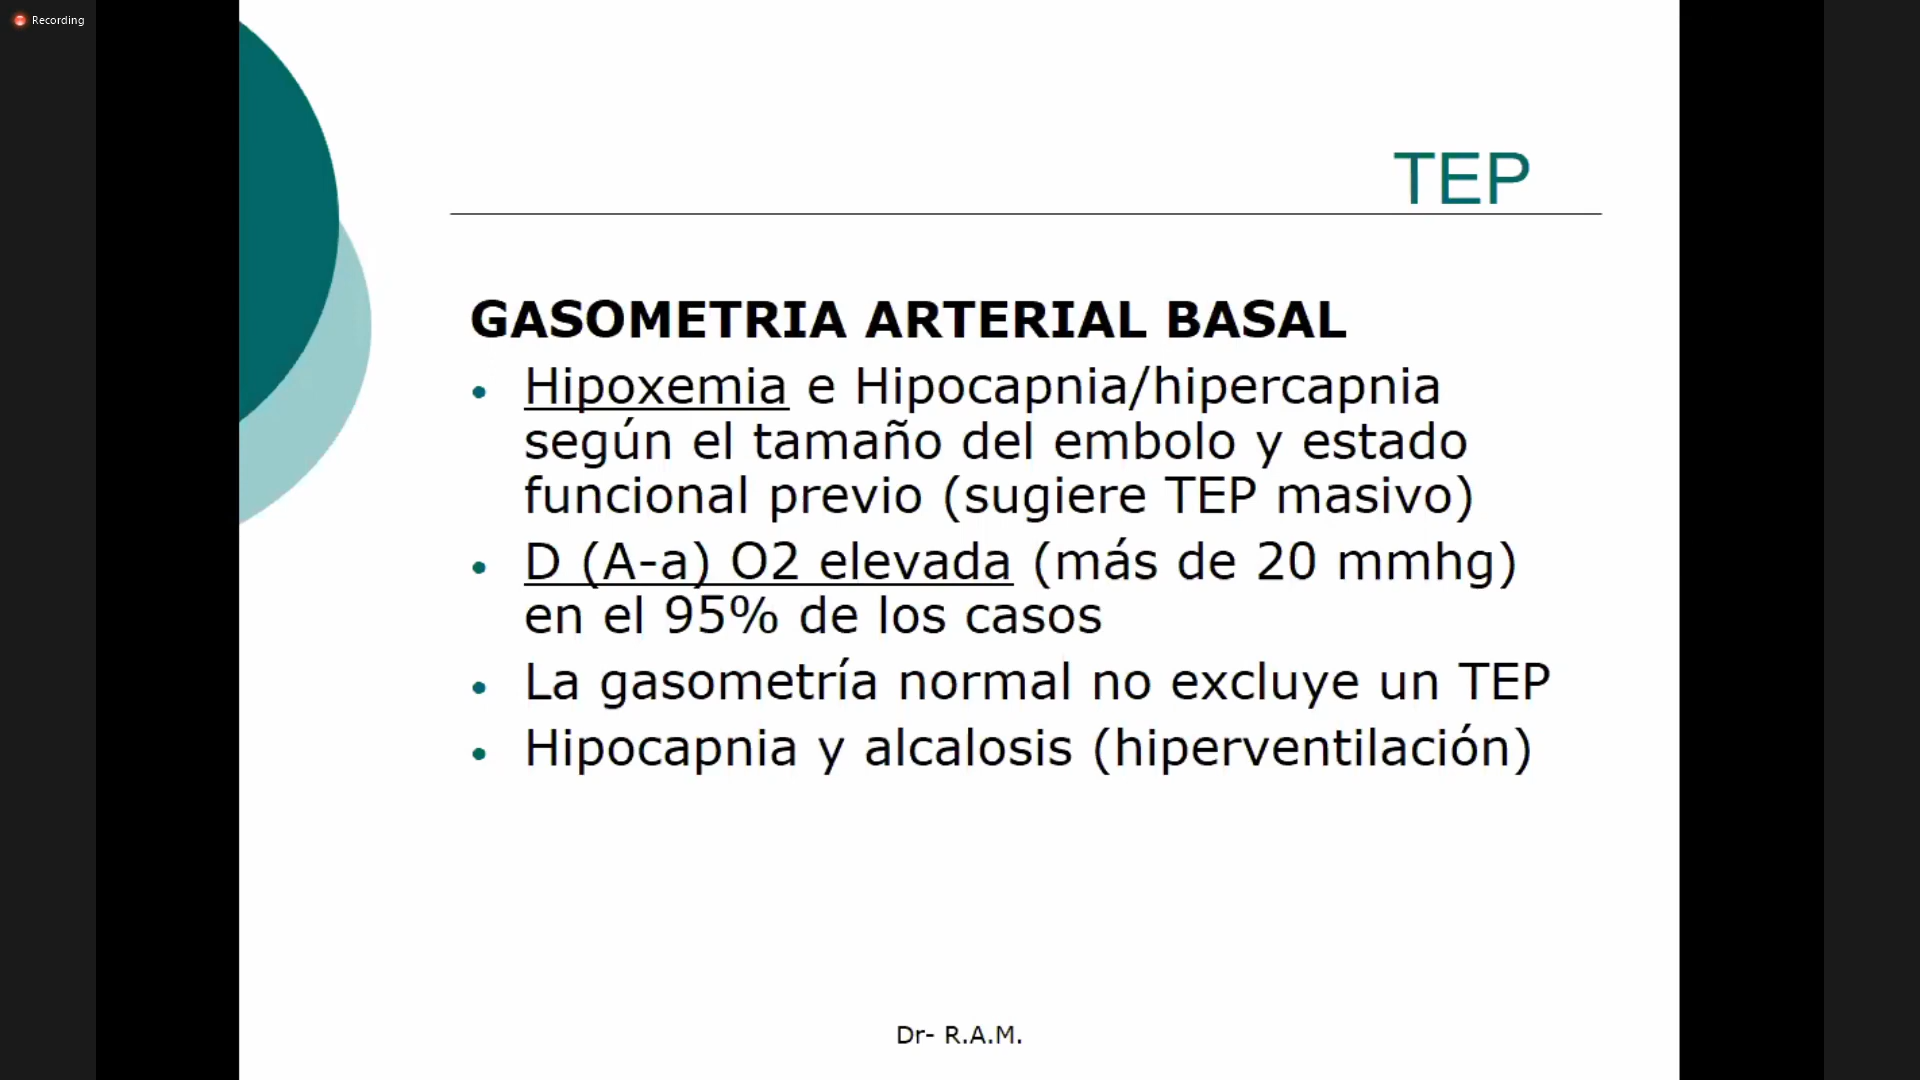 Recording
TEP
GASOMETRIA ARTERIAL BASAL
• Hipoxemia e Hipocapnia/hipercapnia
según el tamaño del embolo y estado
funcional previo (sugiere TEP masivo)
• D (A-a) O2 elevada (más de 20 mmhg)
en el 95% de los casos
• La gasometría normal no excluye un TEP
• Hipocapnia y alcalosis (hiperventilación)
Dr- R.A.M.